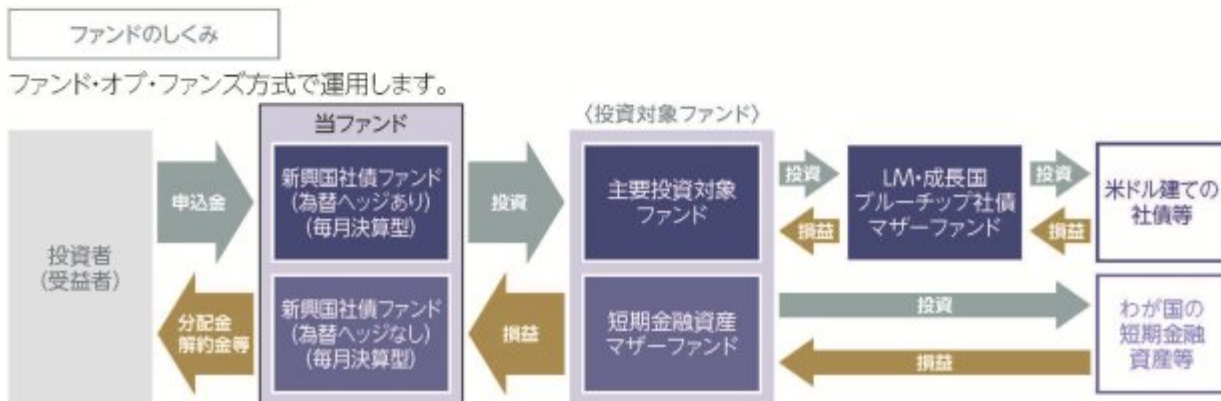 ファンドのしくみ
ファンド・オブ・ファンズ方式で運用します。
投資者
(受益者)
申込金
分配金
解約金等
当ファンド
新興国社債ファンド
(為替ヘッジあり)
(毎月決算型)
新興国社債ファンド
(為替ヘッジなし)
(毎月決算型)
投資
損益
〈投資対象ファンド〉
主要投資対象
ファンド
短期金融資産
マザーファンド
投資
損益
LM・成長国
ブルーチップ社債
マザーファンド
投資
損益
米ドル建ての
社債等
投資
損益
わが国の
短期金融
資産等